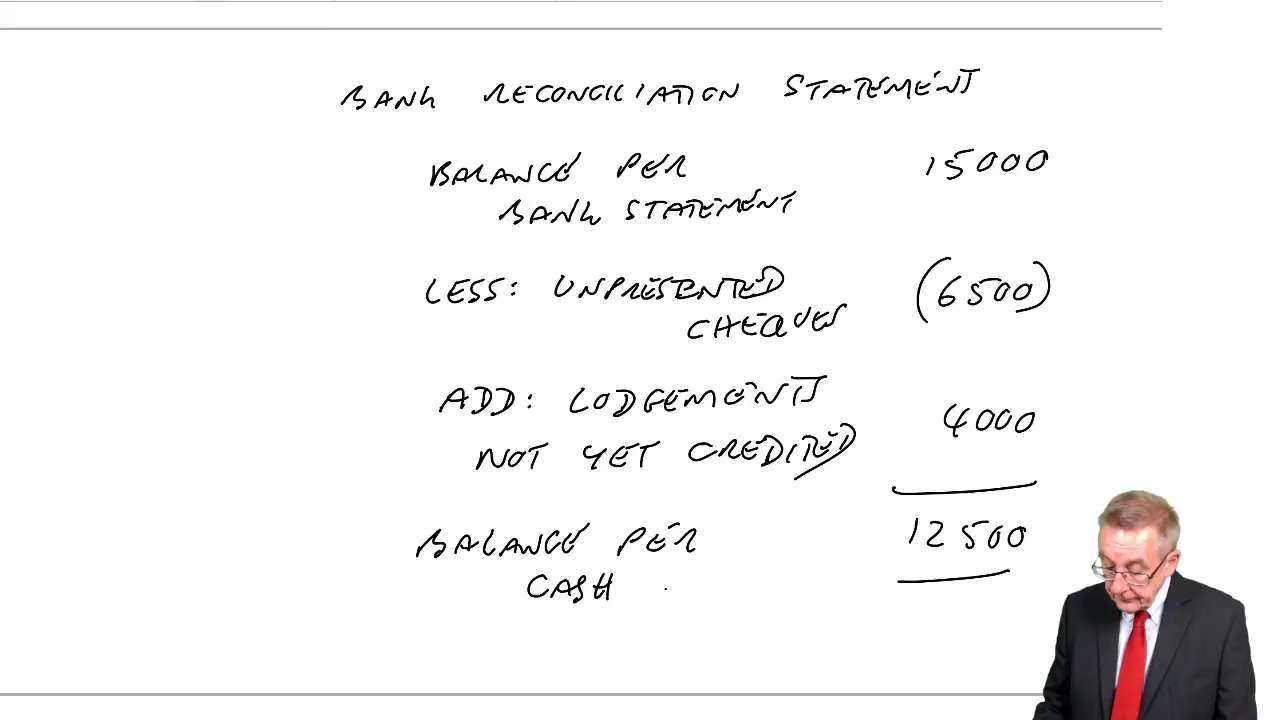 BANK RECONCILIATION STATEMENT
BALANCE PER 15000
BANK STATEMENT
LESS: UNPRESENTED (6500)
CHEQUES
ADD: LODGEMENTS
NOT YET CREDITED 4000
BALANCE PER 12500
CASH